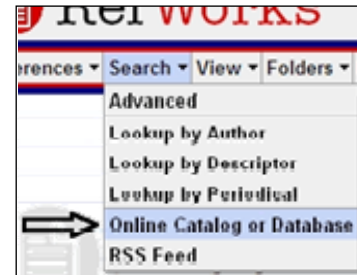 RefWorks
erences Search View Folders
Advanced
Lookup by Author
Lookup by Descriptor
Lookup by Periodical
Online Catalog or Database
RSS Feed